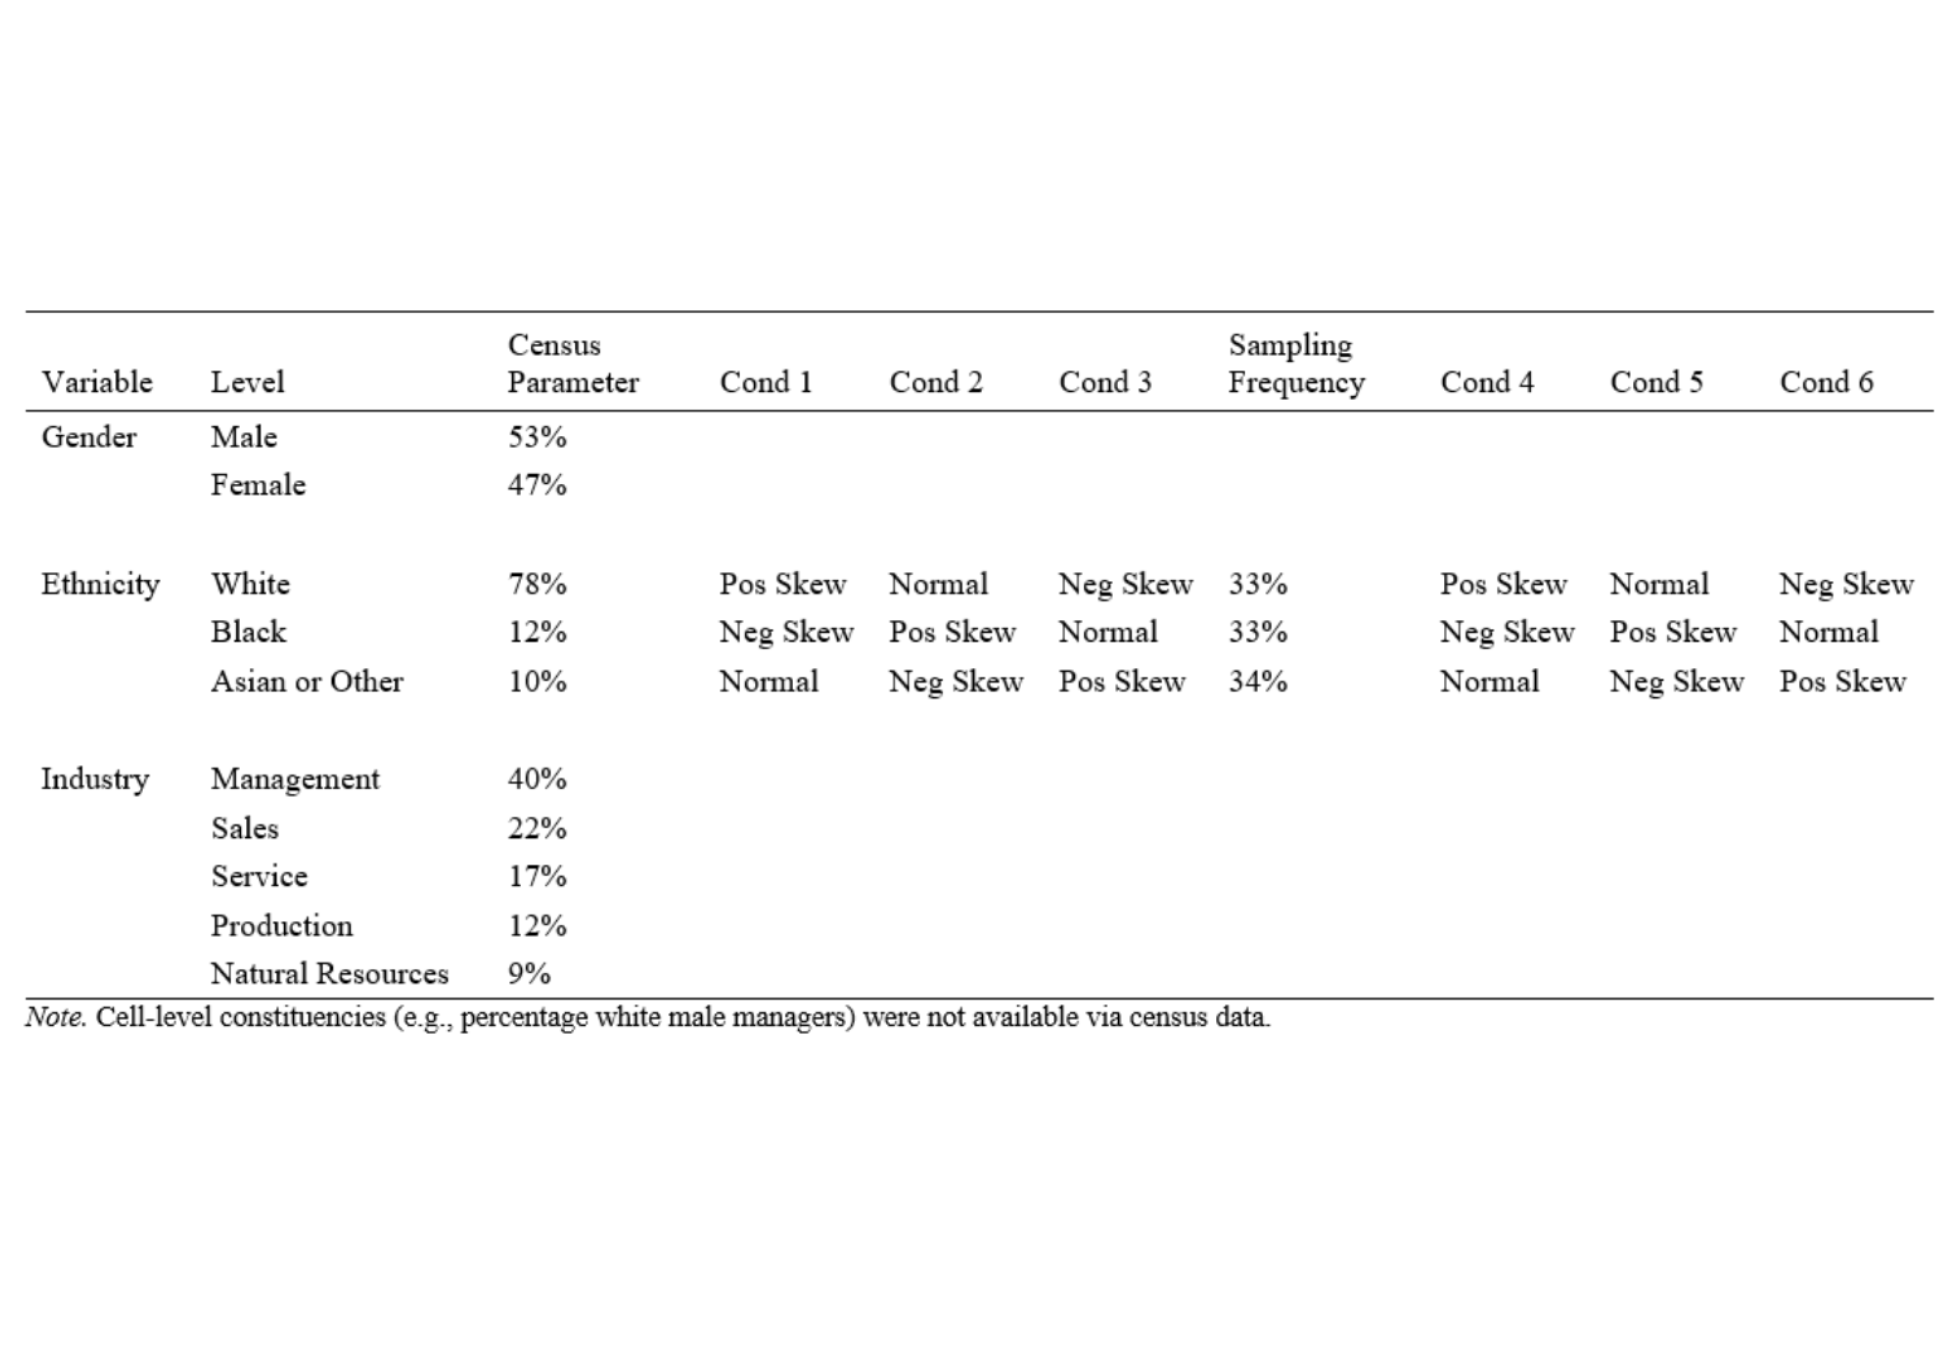 Census Sampling
Variable Level Parameter Cond 1 Cond 2 Cond 3 Frequency Cond 4 Cond 5 Cond 6
Gender Male 53%
Female 47%
Ethnicity White 78% Pos Skew Normal Neg Skew 33% Pos Skew Normal Neg Skew
Black 12% Neg Skew Pos Skew Normal 33% Neg Skew Pos Skew Normal
Asian or Other 10% Normal Neg Skew Pos Skew 34% Normal Neg Skew Pos Skew
Industry Management 40%
Sales 22%
Service 17%
Production 12%
Natural Resources 9%
Note. Cell-level constituencies (e.g., percentage white male managers) were not available via census data.